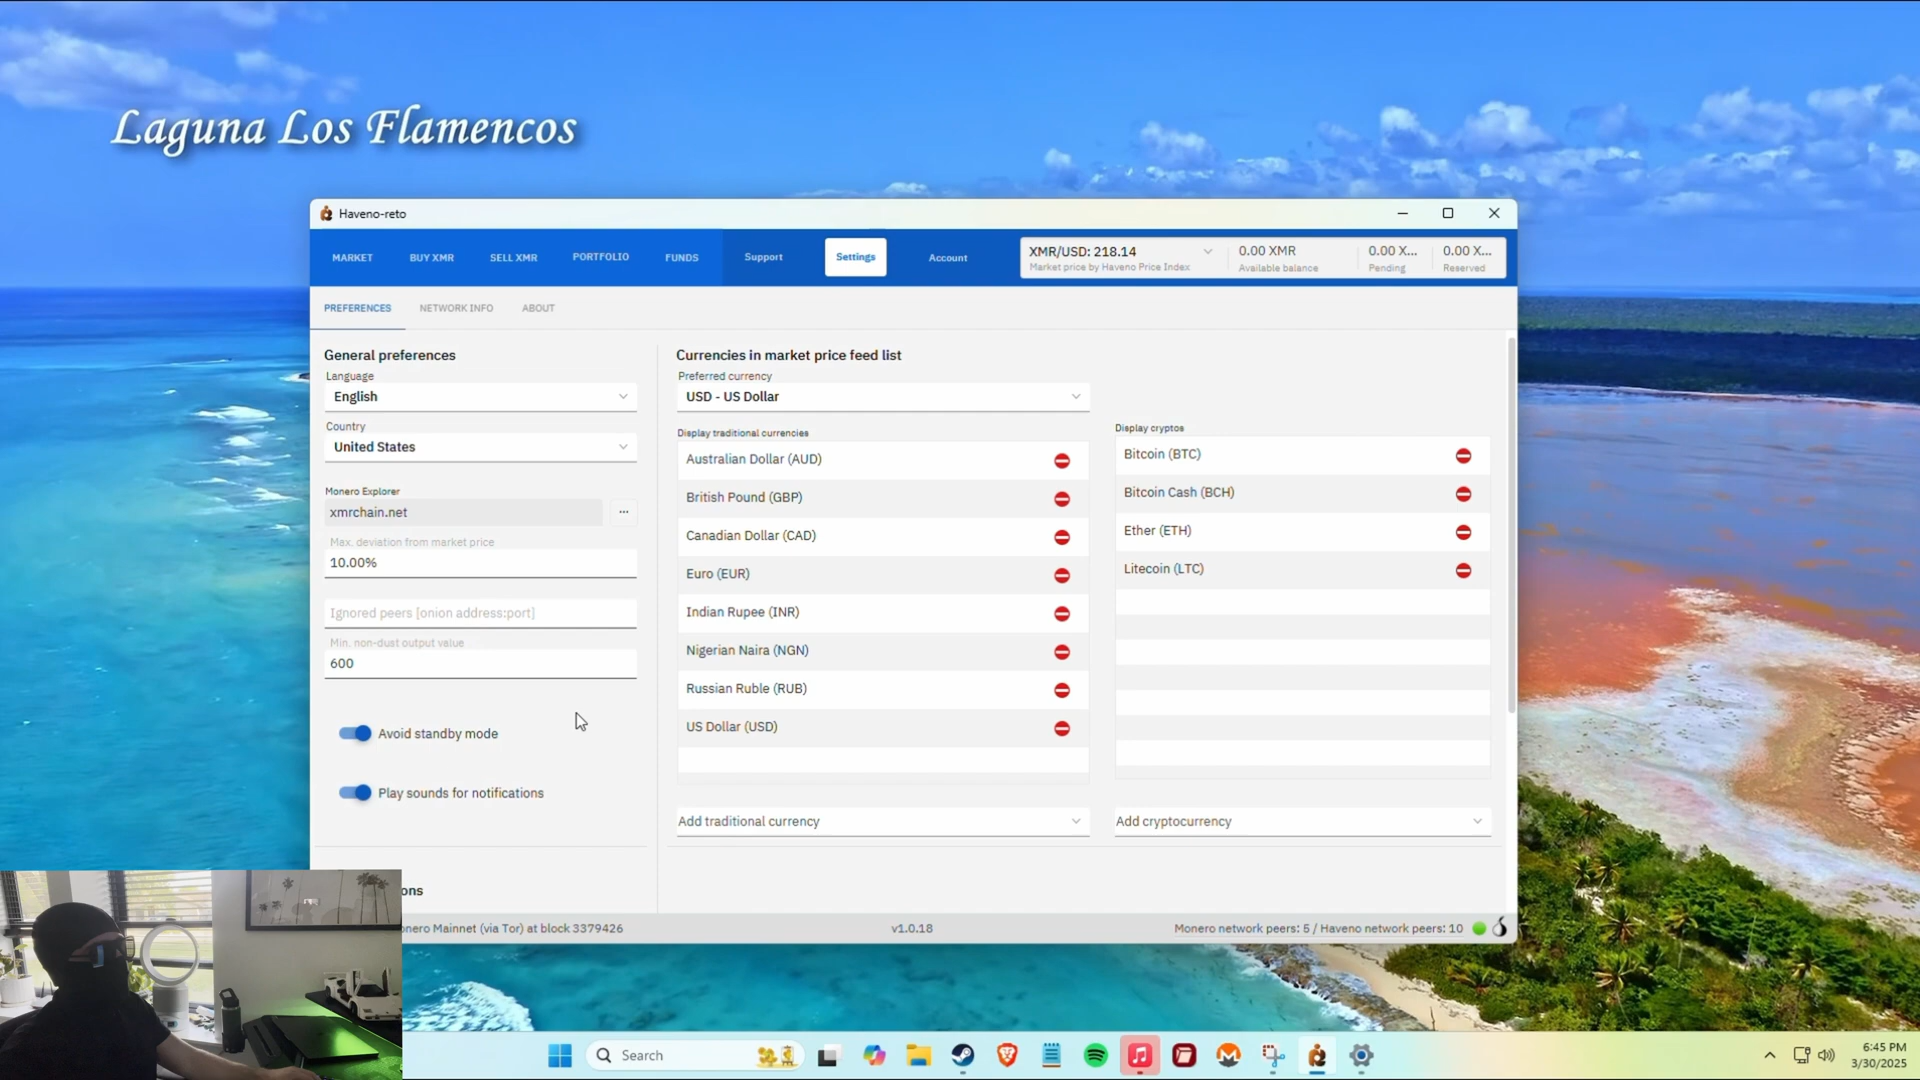 Laguna Los Flamencos
Haveno-reto
MARKET
BUY XMR
SELL XMR
PORTFOLIO
FUNDS
Support
Settings
Account
XMR/USD: 218.14
Market price by Haveno Price Index
0.00 XMR
Available balance
0.00 X...
Pending
0.00 X...
Reserved
PREFERENCES
NETWORK INFO
ABOUT
General preferences
Language
English
Country
United States
Monero Explorer
xmrchain.net
...
Max. deviation from market price
10.00%
Ignored peers [onion address:port]
Min. non-dust output value
600
Avoid standby mode
Play sounds for notifications
ons
Currencies in market price feed list
Preferred currency
USD - US Dollar
Display traditional currencies
Australian Dollar (AUD)
British Pound (GBP)
Canadian Dollar (CAD)
Euro (EUR)
Indian Rupee (INR)
Nigerian Naira (NGN)
Russian Ruble (RUB)
US Dollar (USD)
Add traditional currency
Display cryptos
Bitcoin (BTC)
Bitcoin Cash (BCH)
Ether (ETH)
Litecoin (LTC)
Add cryptocurrency
onero Mainnet (via Tor) at block 3379426
v1.0.18
Monero network peers: 5 / Haveno network peers: 10
Search
6:45 PM
3/30/2025